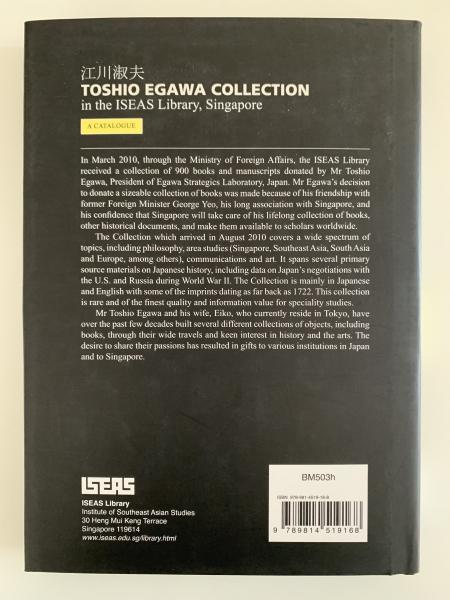 江川淑夫
TOSHIO EGAWA COLLECTION
in the ISEAS Library, Singapore
A CATALOGUE
In March 2010, through the Ministry of Foreign Affairs, the ISEAS Library
received a collection of 900 books and manuscripts donated by Mr Toshio
Egawa, President of Egawa Strategics Laboratory, Japan. Mr Egawa's decision
to donate a sizeable collection of books was made because of his friendship with
former Foreign Minister George Yeo, his long association with Singapore, and
his confidence that Singapore will take care of his lifelong collection of books,
other historical documents, and make them available to scholars worldwide.
The Collection which arrived in August 2010 covers a wide spectrum of
topics, including philosophy, area studies (Singapore, Southeast Asia, South Asia
and Europe, among others), communications and art. It spans several primary
source materials on Japanese history, including data on Japan's negotiations with
the U.S. and Russia during World War II. The Collection is mainly in Japanese
and English with some of the imprints dating as far back as 1722. This collection
is rare and of the finest quality and information value for speciality studies.
Mr Toshio Egawa and his wife, Eiko, who currently reside in Tokyo, have
over the past few decades built several different collections of objects, including
books, through their wide travels and keen interest in history and the arts. The
desire to share their passions has resulted in gifts to various institutions in Japan
and to Singapore.
ISEAS
ISEAS Library
Institute of Southeast Asian Studies
30 Heng Mui Keng Terrace
Singapore 119614
www.iseas.edu.sg/library.html
BM503h
ISBN: 978-981-4519-16-8
9 789814 519168